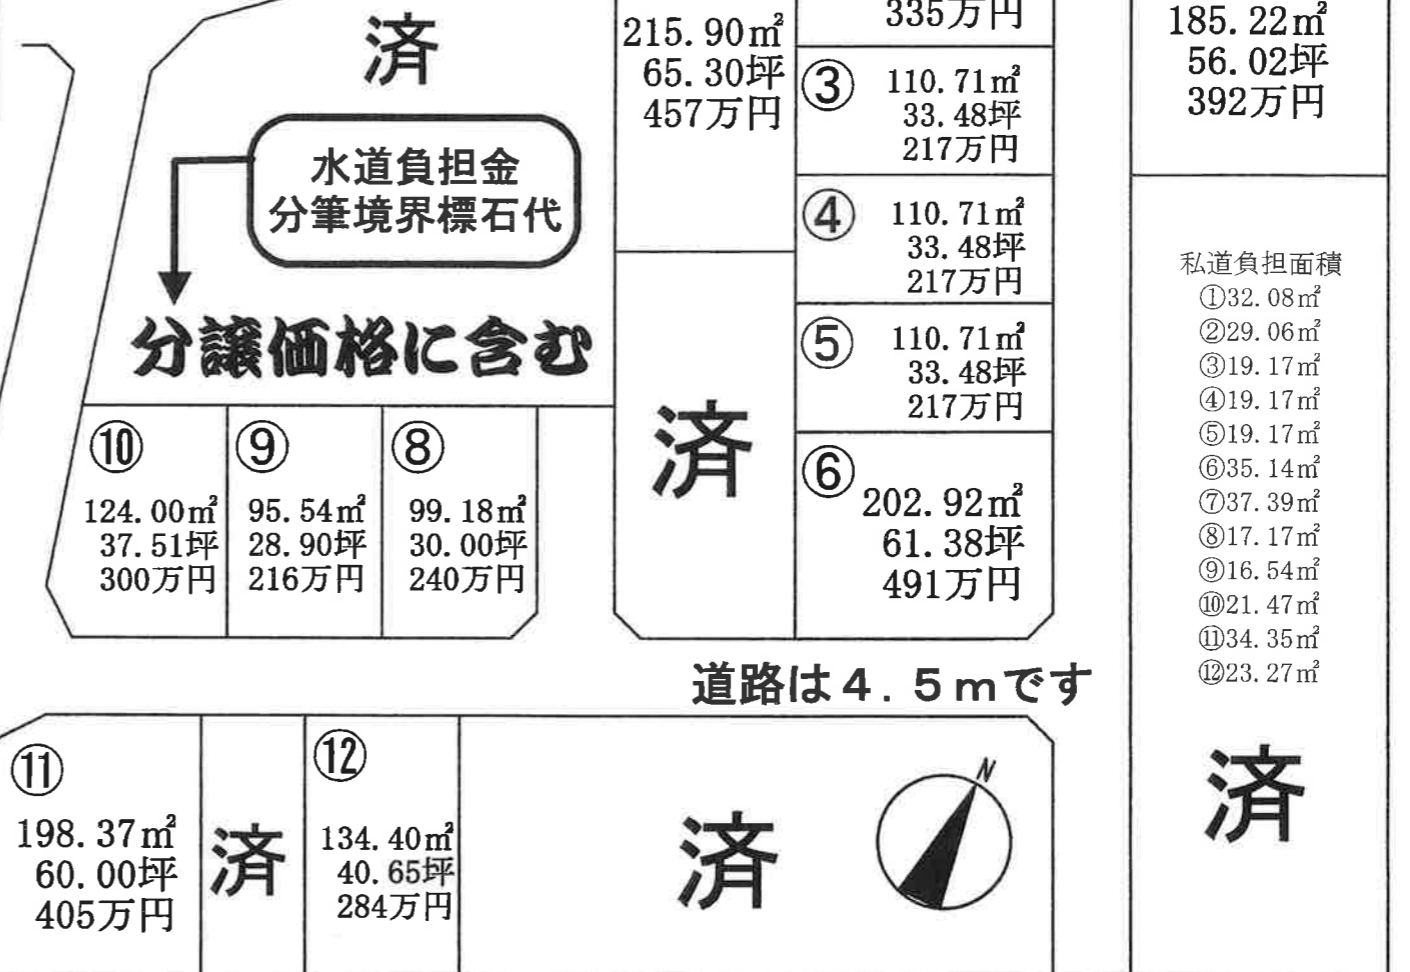 済
水道負担金
分筆境界標石代
分譲価格に含む
215.90㎡
65.30坪
457万円
335万円
③
110.71㎡
33.48坪
217万円
④
110.71㎡
33.48坪
217万円
⑤
110.71㎡
33.48坪
217万円
⑥
202.92㎡
61.38坪
491万円
済
⑩
124.00㎡
37.51坪
300万円
⑨
95.54㎡
28.90坪
216万円
⑧
99.18㎡
30.00坪
240万円
185.22㎡
56.02坪
392万円
私道負担面積
①32.08㎡
②29.06㎡
③19.17㎡
④19.17㎡
⑤19.17㎡
⑥35.14㎡
⑦37.39㎡
⑧17.17㎡
⑨16.54㎡
⑩21.47㎡
⑪34.35㎡
⑫23.27㎡
済
道路は4.5mです
⑪
198.37㎡
60.00坪
405万円
済
⑫
134.40㎡
40.65坪
284万円
済
N